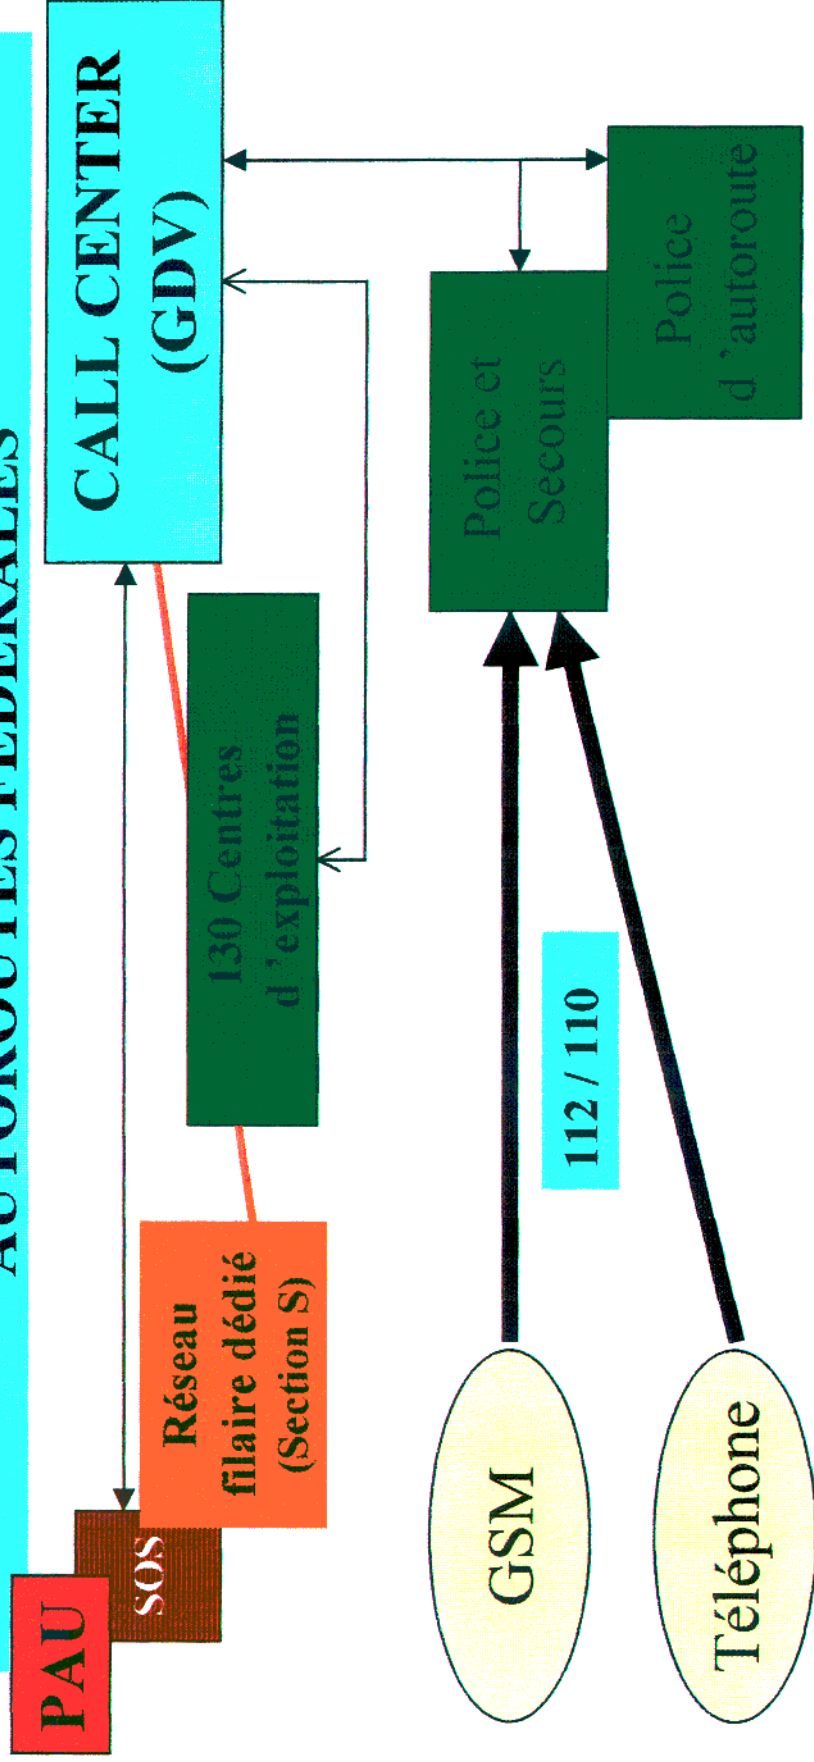 AUTOROUTES FEDERALES
PAU
SOS
Réseau
filaire dédié
(Section S)
130 Centres
d’exploitation
CALL CENTER
(GDV)
GSM
Téléphone
112 / 110
Police et
Secours
Police
d’autoroute